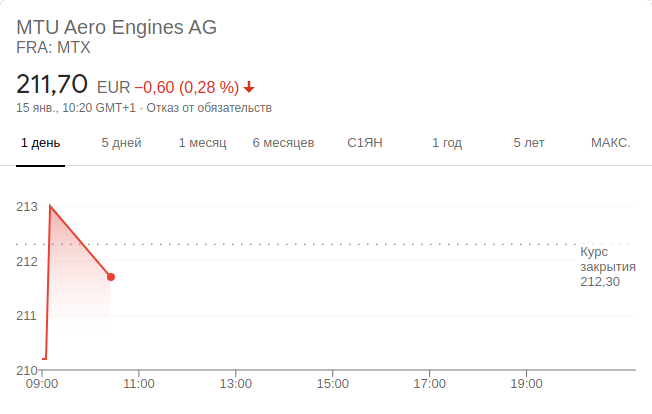 MTU Aero Engines AG
FRA: MTX
211,70 EUR −0,60 (0,28 %)
15 янв., 10:20 GMT+1 · Отказ от обязательств
1 день 5 дней 1 месяц 6 месяцев С1ЯН 1 год 5 лет МАКС.
213
212
211
210
Курс
закрытия
212,30
09:00 11:00 13:00 15:00 17:00 19:00